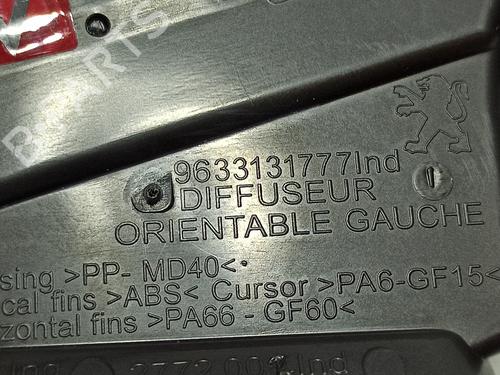 9633131777Ind
DIFFUSEUR
ORIENTABLE GAUCHE
sing >PP- MD40<
cal fins >ABS< Cursor >PA6-GF15<
zontal fins >PA66 - GF60<